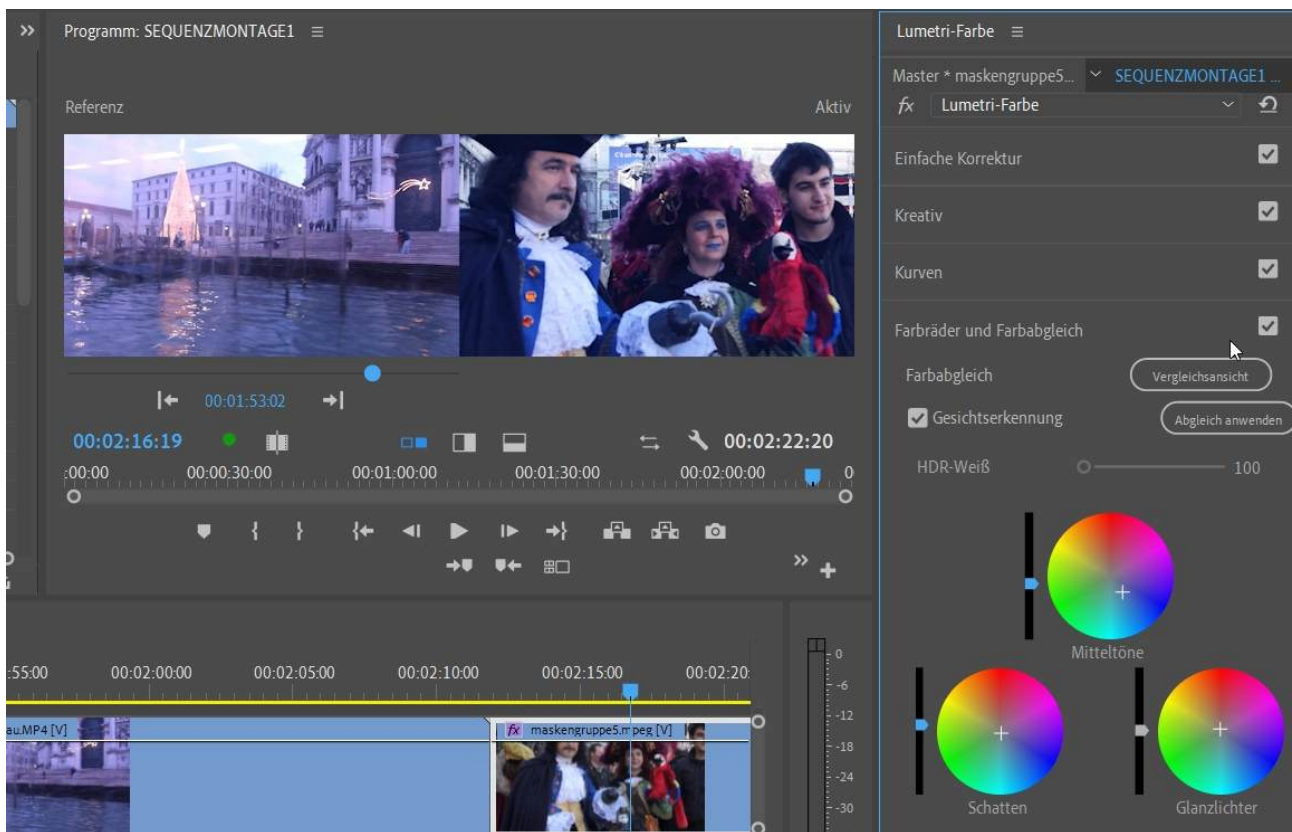 Programm: SEQUENZMONTAGE1
Referenz
Aktiv
00:01:53:02
00:02:16:19
00:02:22:20
:00:00 00:00:30:00 00:01:00:00 00:01:30:00 00:02:00:00 0
:55:00 00:02:00:00 00:02:05:00 00:02:10:00 00:02:15:00 00:02:20:
au.MP4 [V]
fx maskengruppe5.mpeg [V]
0
-6
-12
-18
-24
-30
Lumetri-Farbe
Master * maskengruppe5... SEQUENZMONTAGE1 ...
fx Lumetri-Farbe
Einfache Korrektur
Kreativ
Kurven
Farbräder und Farbabgleich
Farbabgleich Vergleichsansicht
Gesichtserkennung Abgleich anwenden
HDR-Weiß 100
Mitteltöne
Schatten Glanzlichter